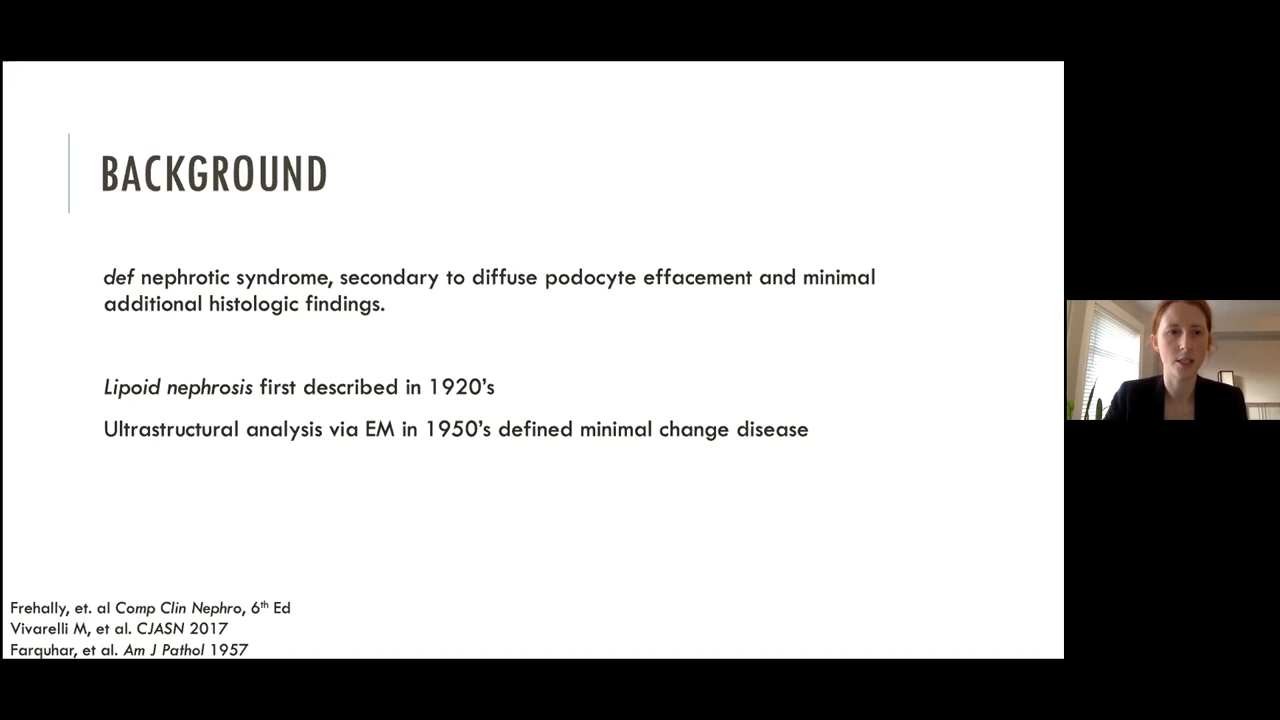 BACKGROUND
def nephrotic syndrome, secondary to diffuse podocyte effacement and minimal
additional histologic findings.
Lipoid nephrosis first described in 1920’s
Ultrastructural analysis via EM in 1950’s defined minimal change disease
Frehally, et. al Comp Clin Nephro, 6th Ed
Vivarelli M, et al. CJASN 2017
Farquhar, et al. Am J Pathol 1957